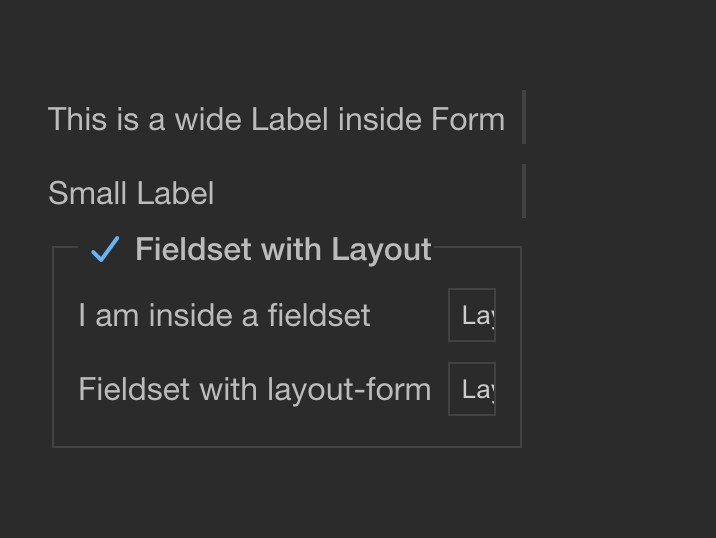 This is a wide Label inside Form
Small Label
Fieldset with Layout
I am inside a fieldset
Fieldset with layout-form